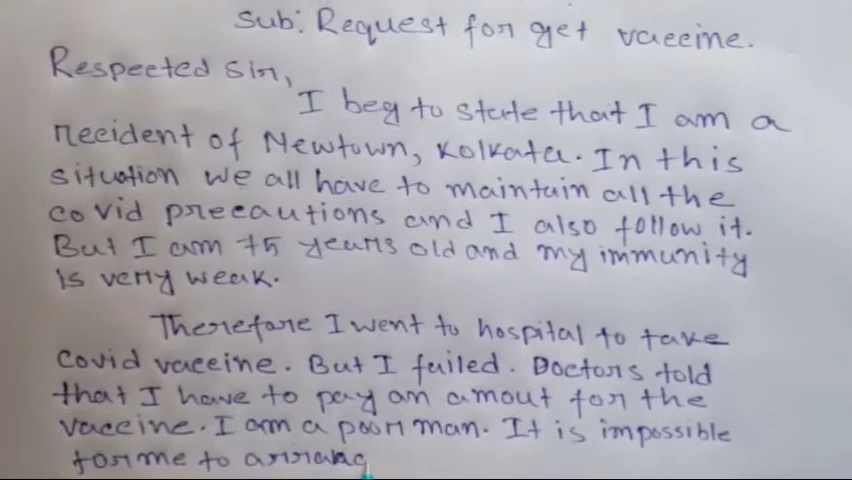 Sub: Request for get vaccine.
Respected Sir,
I beg to state that I am a
recident of Newtown, Kolkata. In this
situation we all have to maintain all the
covid precautions and I also follow it.
But I am 75 years old and my immunity
is very weak.
Therefore I went to hospital to take
covid vaccine. But I failed. Doctors told
that I have to pay an amout for the
vaccine. I am a poor man. It is impossible
for me to arrang